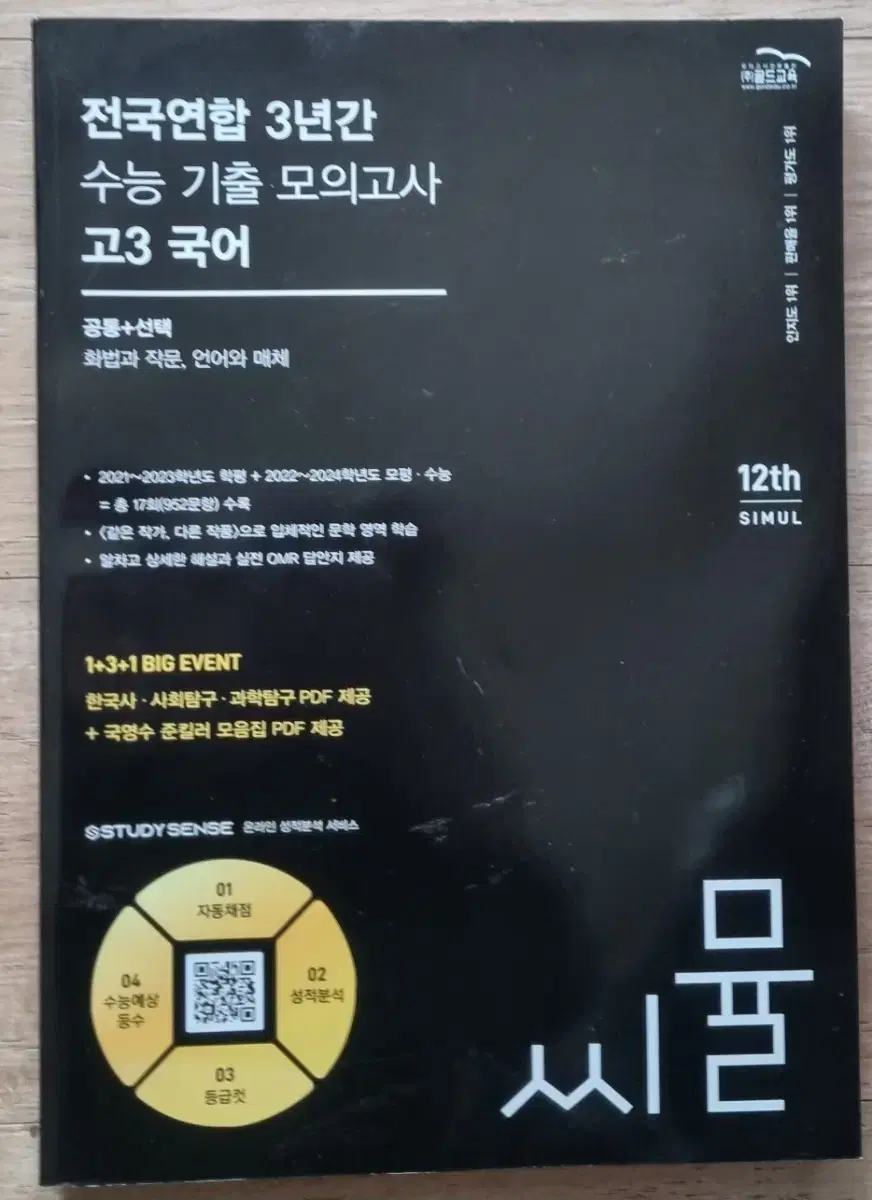 전국연합 3년간
수능 기출 모의고사
고3 국어
공통+선택
화법과 작문, 언어와 매체
• 2021~2023학년도 학평 + 2022~2024학년도 모평·수능
= 총 17회(952문항) 수록
• <같은 작가, 다른 작품>으로 입체적인 문학 영역 학습
• 알차고 상세한 해설과 실전 OMR 답안지 제공
1+3+1 BIG EVENT
한국사·사회탐구·과학탐구 PDF 제공
+ 국영수 준킬러 모음집 PDF 제공
STUDYSENSE 온라인 성적분석 서비스
01
자동채점
02
성적분석
03
등급컷
04
수능예상
등수
(주)골드교육
인지도 1위 | 판매율 1위 | 평가도 1위
12th
SIMUL
씨뮬